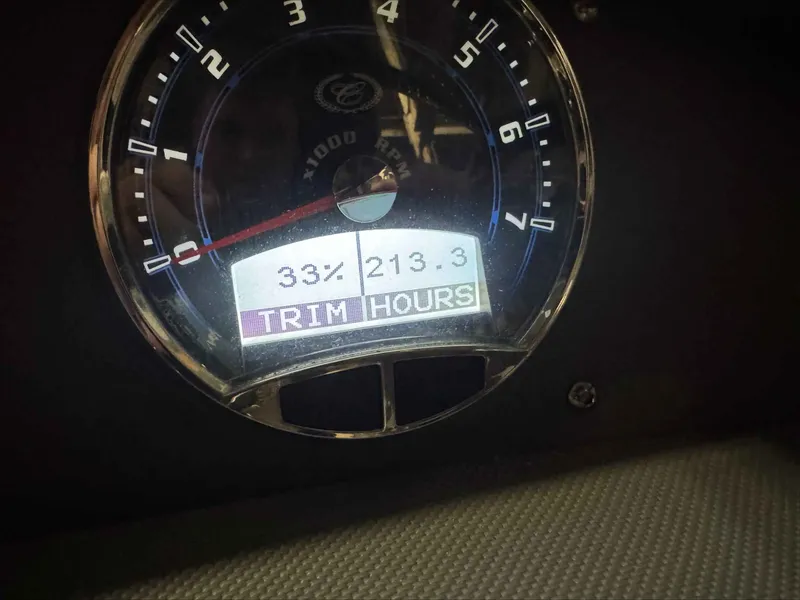 0 1 2 3 4 5 6 7
x1000 RPM
33% 213.3
TRIM HOURS